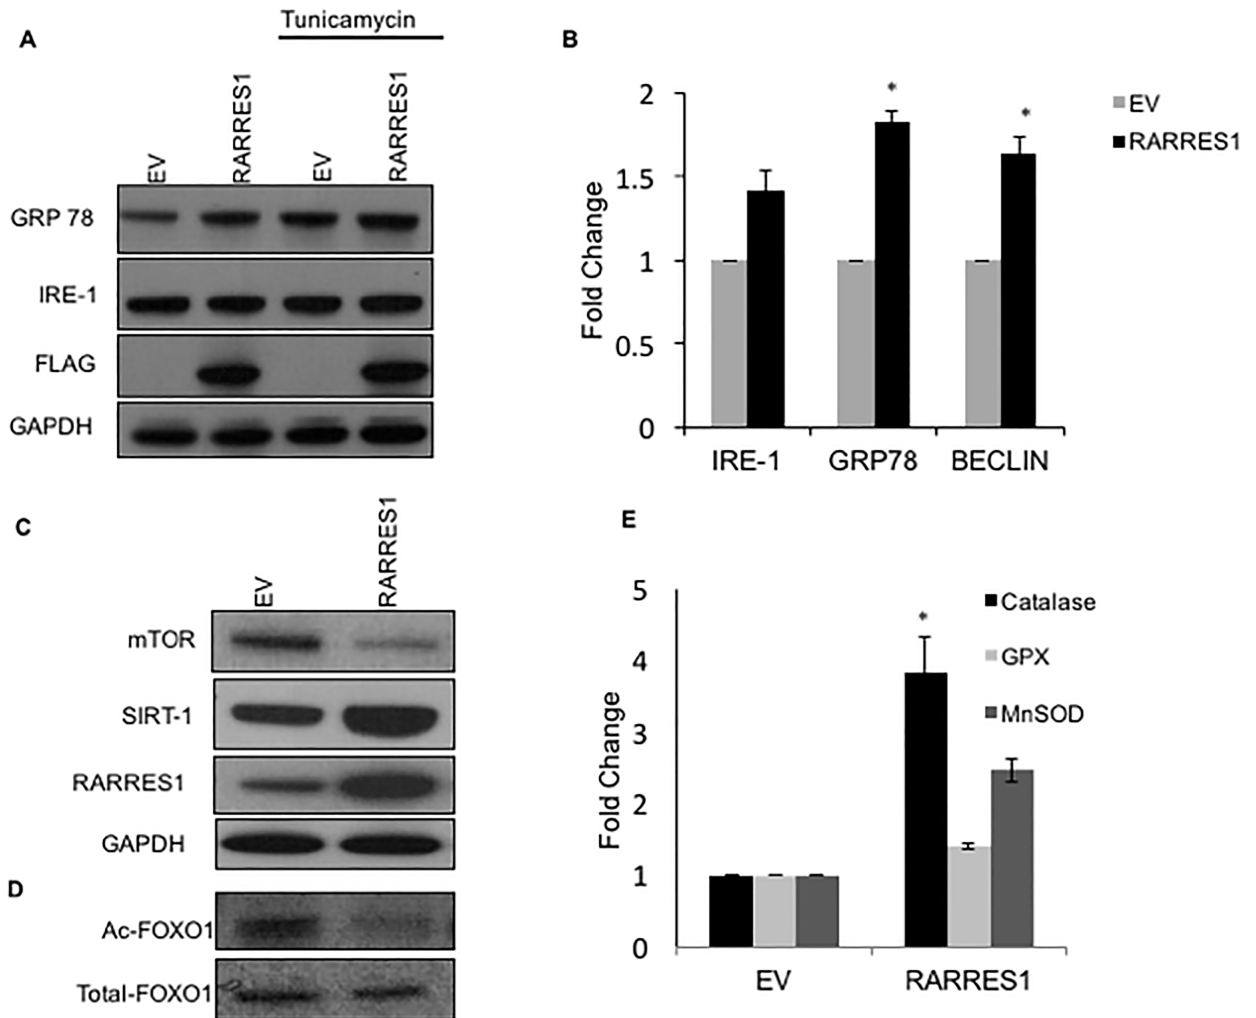 A
Tunicamycin
EV
RARRES1
EV
RARRES1
GRP 78
IRE-1
FLAG
GAPDH
B
*
*
EV
RARRES1
2
1.5
1
0.5
0
Fold Change
IRE-1
GRP78
BECLIN
C
EV
RARRES1
mTOR
SIRT-1
RARRES1
GAPDH
D
Ac-FOXO1
Total-FOXO1
E
5
4
3
2
1
0
Fold Change
*
Catalase
GPX
MnSOD
EV
RARRES1